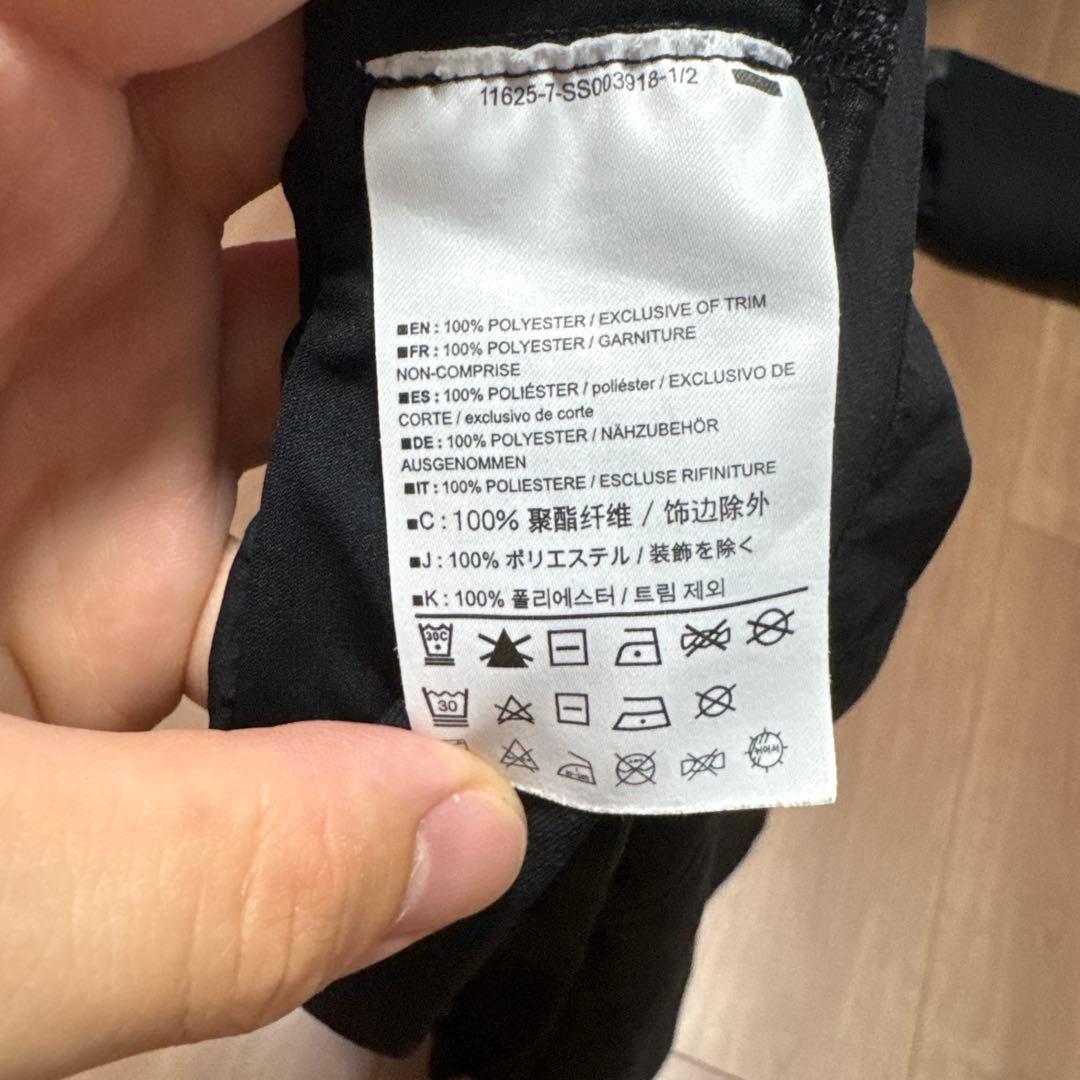 11625-7-SS003918-1/2
■EN : 100% POLYESTER / EXCLUSIVE OF TRIM
■FR : 100% POLYESTER / GARNITURE
NON-COMPRISE
■ES : 100% POLIÉSTER / poliéster / EXCLUSIVO DE
CORTE / exclusivo de corte
■DE : 100% POLYESTER / NÄHZUBEHÖR
AUSGENOMMEN
■IT : 100% POLIESTERE / ESCLUSE RIFINITURE
■C : 100% 聚酯纤维 / 饰边除外
■J : 100% ポリエステル / 装飾を除く
■K : 100% 폴리에스터 / 트림 제외
30C
30